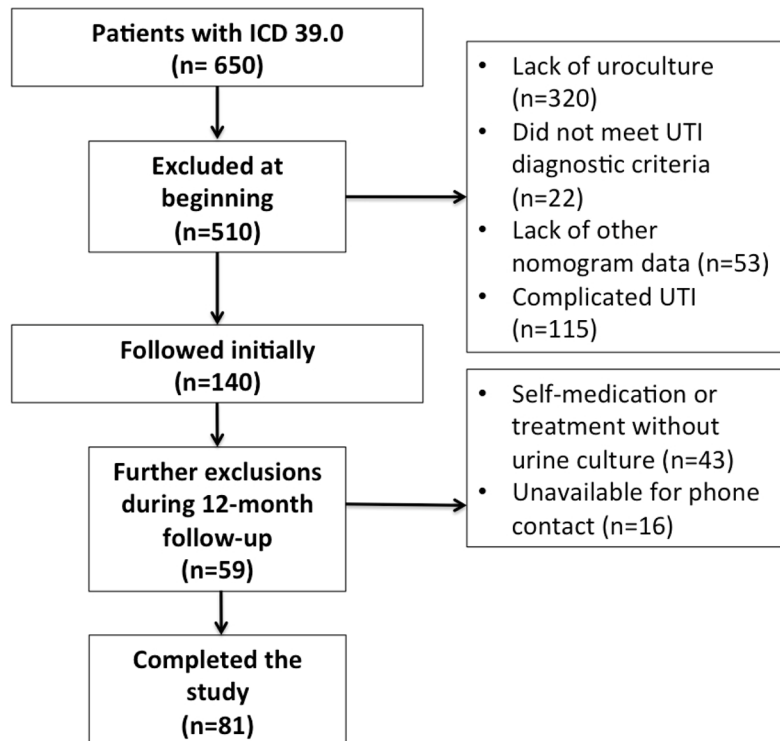 Patients with ICD 39.0
(n= 650)
• Lack of uroculture
(n=320)
• Did not meet UTI
diagnostic criteria
(n=22)
• Lack of other
nomogram data (n=53)
• Complicated UTI
(n=115)
Excluded at
beginning
(n=510)
Followed initially
(n=140)
• Self-medication or
treatment without
urine culture (n=43)
• Unavailable for phone
contact (n=16)
Further exclusions
during 12-month
follow-up
(n=59)
Completed the
study
(n=81)